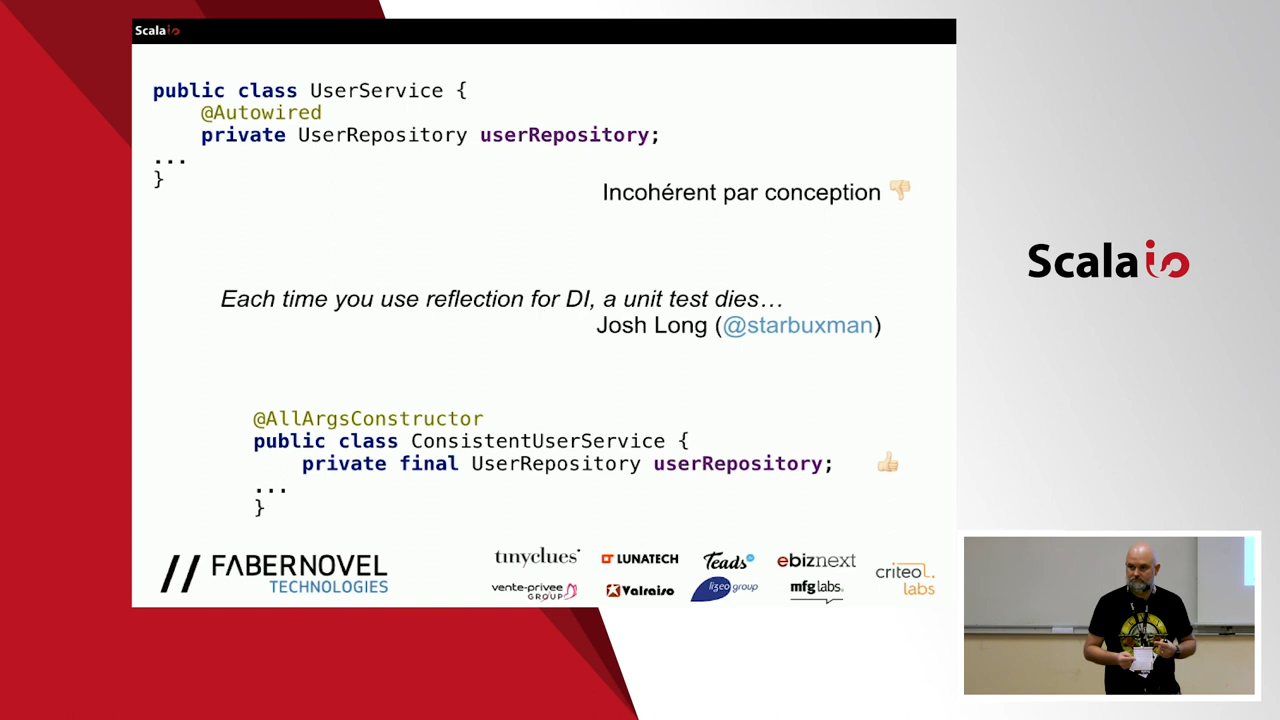 Scalaio
public class UserService {
@Autowired
private UserRepository userRepository;
...
}
Incohérent par conception
Each time you use reflection for DI, a unit test dies…
Josh Long (@starbuxman)
@AllArgsConstructor
public class ConsistentUserService {
private final UserRepository userRepository;
...
}
// FABERNOVEL
TECHNOLOGIES
tinyclues
LUNATECH
Teads
ebiznext
criteo
labs
vente-privee
GROUP
Valraiso
lizeo group
mfg labs
Scalaio